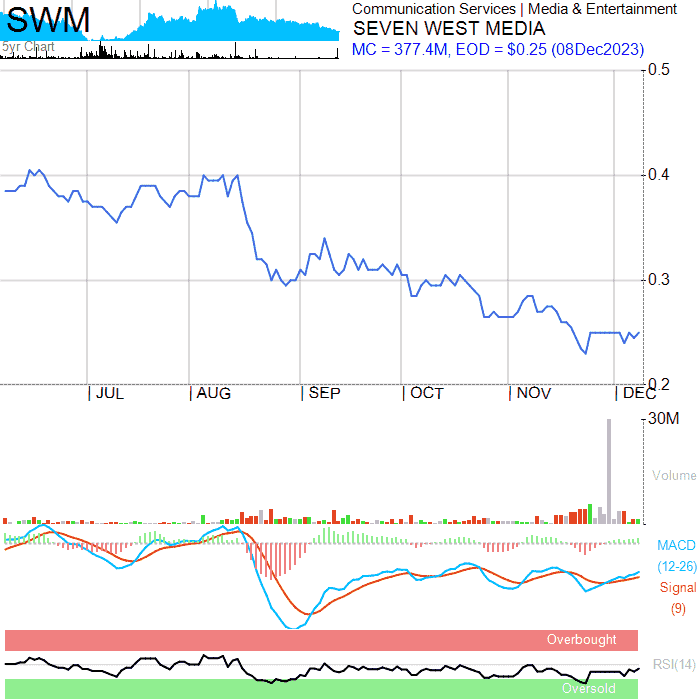 SWM
5yr Chart
Communication Services | Media & Entertainment
SEVEN WEST MEDIA
MC = 377.4M, EOD = $0.25 (08Dec2023)
0.5
0.4
0.3
0.2
JUL AUG SEP OCT NOV DEC
30M
Volume
MACD
(12-26)
Signal
(9)
Overbought
RSI(14)
Oversold